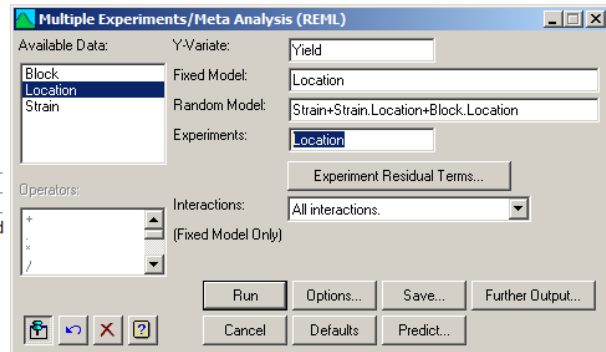 Multiple Experiments/Meta Analysis (REML)
Available Data:
Y-Variate:
Yield
Block
Location
Strain
Fixed Model:
Location
Random Model:
Strain+Strain.Location+Block.Location
Experiments:
Location
Experiment Residual Terms...
Operators:
+
.
*
/
Interactions:
All interactions.
(Fixed Model Only)
Run
Options...
Save...
Further Output...
Cancel
Defaults
Predict...